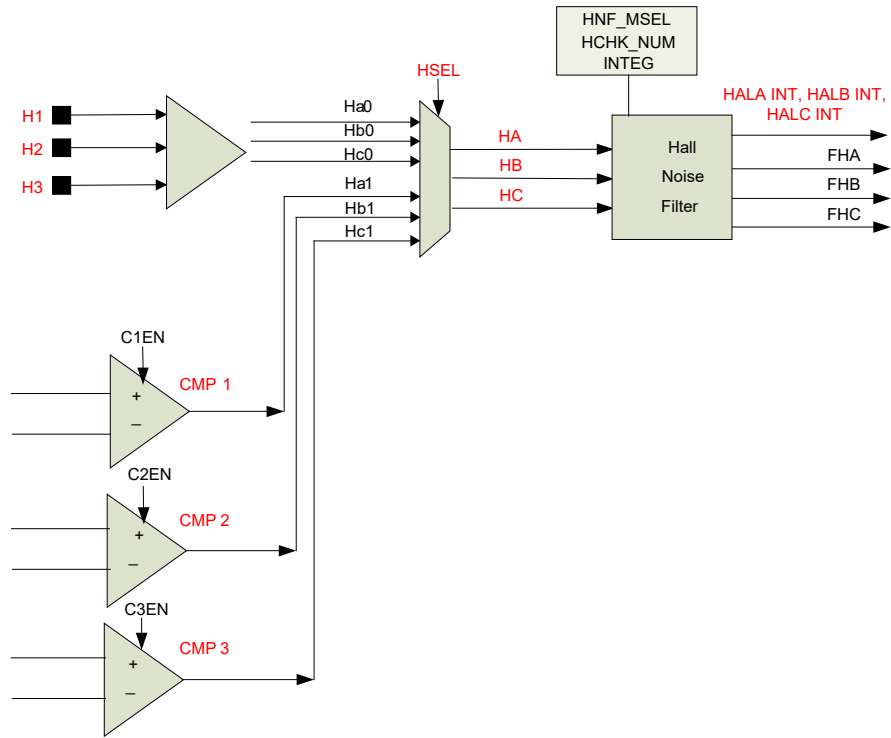 HNF_MSEL
HCHK_NUM
INTEG
HSEL
HALA INT, HALB INT,
HALC INT
H1
H2
H3
Ha0
Hb0
Hc0
Ha1
Hb1
Hc1
HA
HB
HC
Hall
Noise
Filter
FHA
FHB
FHC
C1EN
CMP 1
+
–
C2EN
CMP 2
+
–
C3EN
CMP 3
+
–